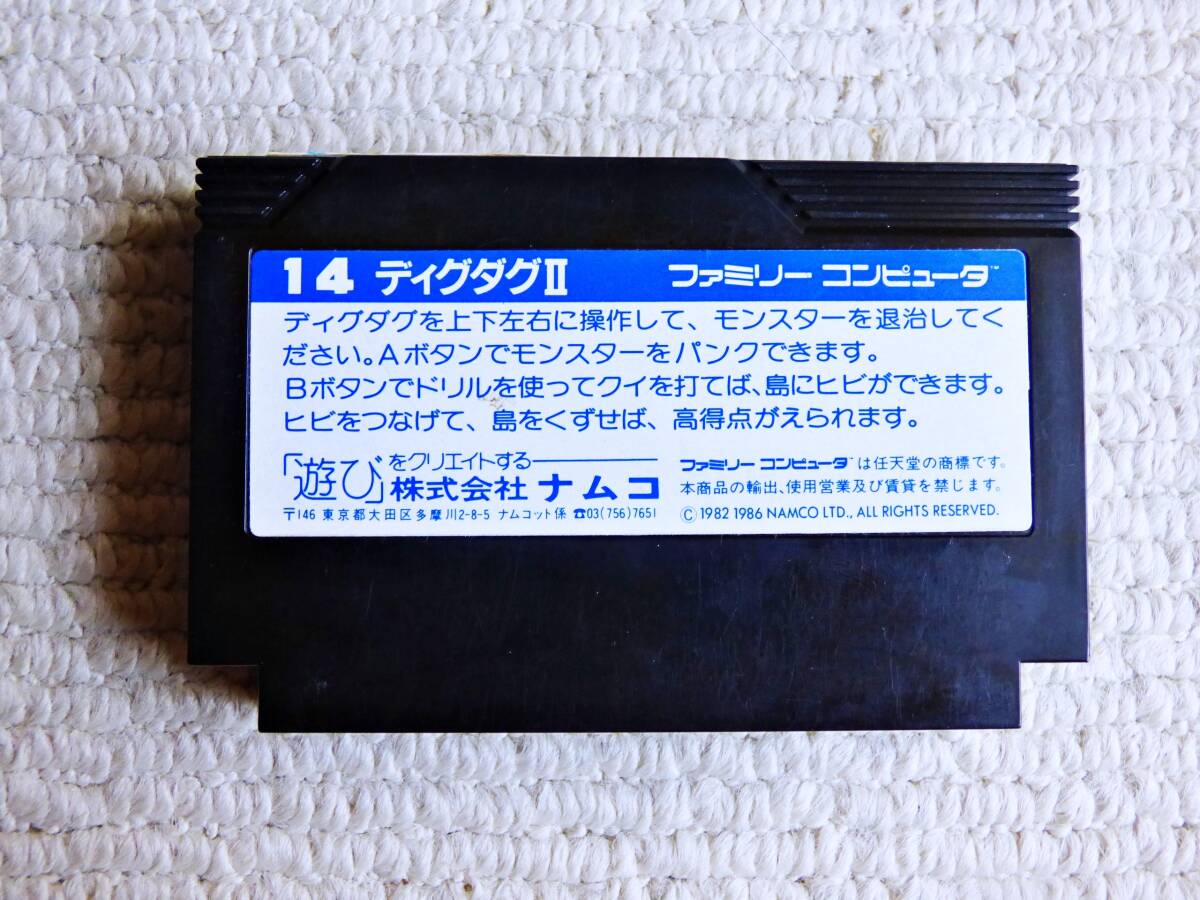 14 ディグダグII ファミリー コンピュータ™
ディグダグを上下左右に操作して、モンスターを退治してく
ださい。Aボタンでモンスターをパンクできます。
Bボタンでドリルを使ってクイを打てば、島にヒビができます。
ヒビをつなげて、島をくずせば、高得点がえられます。
「遊び」をクリエイトする
株式会社 ナムコ
〒146 東京都大田区多摩川2-8-5 ナムコット係 ☎03(756)7651
ファミリー コンピュータ™は任天堂の商標です。
本商品の輸出、使用営業及び賃貸を禁じます。
© 1982 1986 NAMCO LTD., ALL RIGHTS RESERVED.